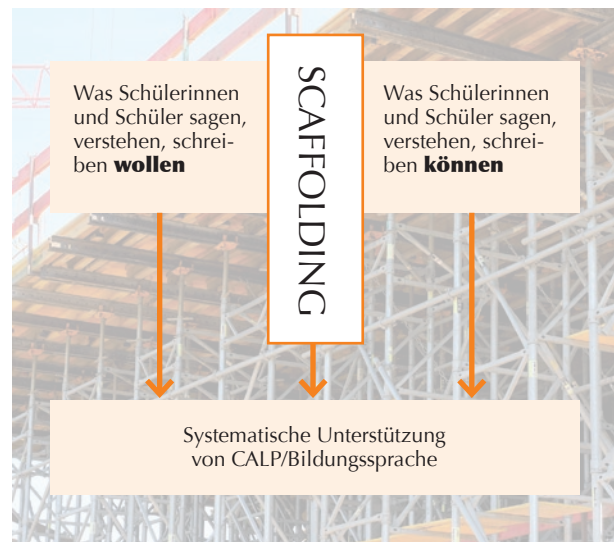 Was Schülerinnen
und Schüler sagen,
verstehen, schrei-
ben wollen
SCAFFOLDING
Was Schülerinnen
und Schüler sagen,
verstehen, schrei-
ben können
Systematische Unterstützung
von CALP/Bildungssprache